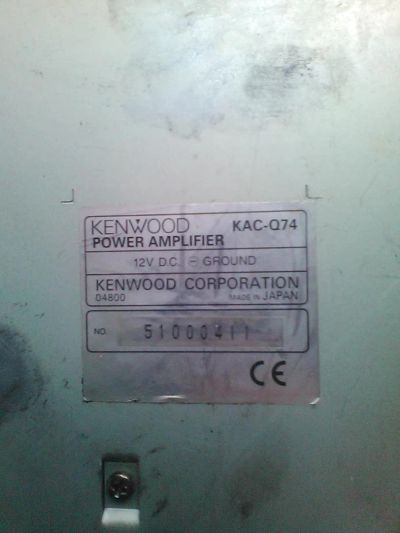 KENWOOD KAC-Q74
POWER AMPLIFIER
12V D.C. ⊖ GROUND
KENWOOD CORPORATION
04800 MADE IN JAPAN
NO. 51000411
CE